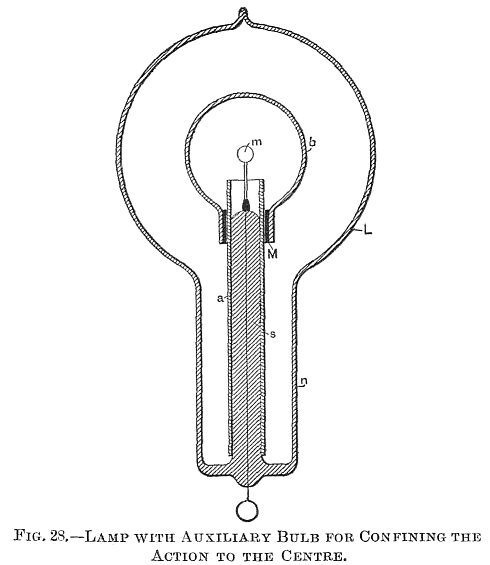 m
b
L
M
a
s
n
FIG. 28.—LAMP WITH AUXILIARY BULB FOR CONFINING THE
ACTION TO THE CENTRE.